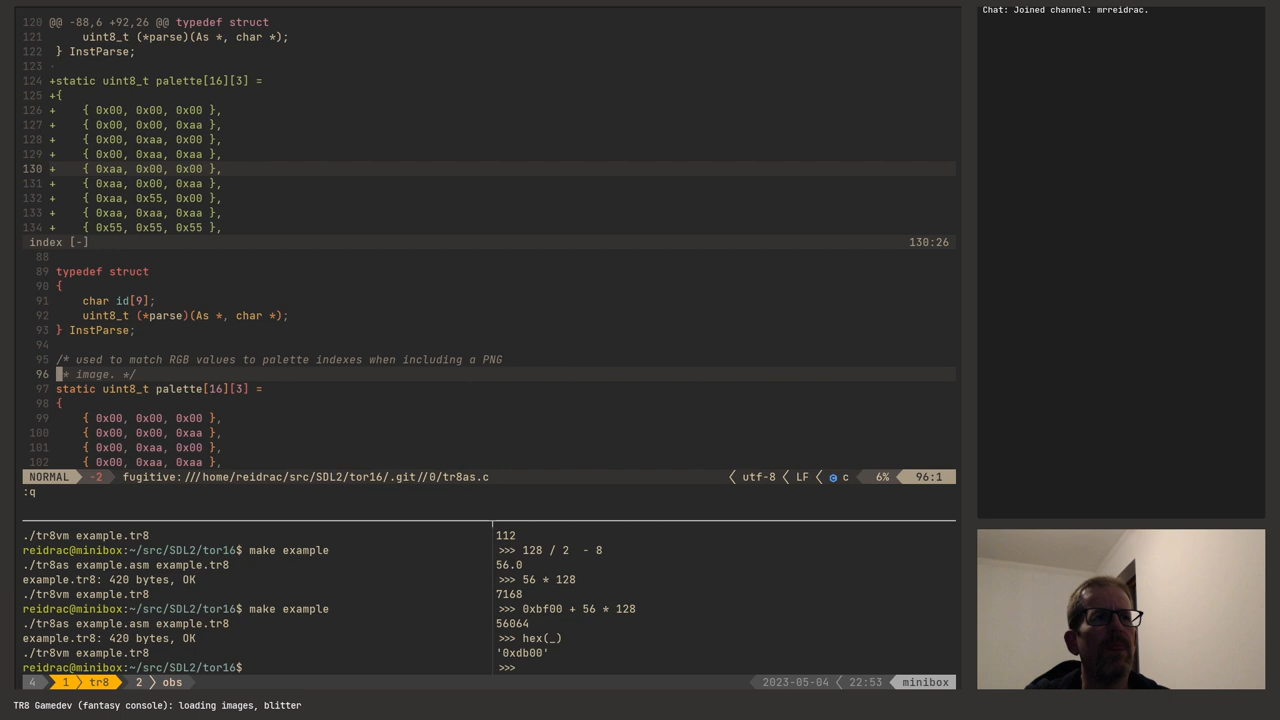 120 @@ -88,6 +92,26 @@ typedef struct
121      uint8_t (*parse)(As *, char *);
122  } InstParse;
123
124 +static uint8_t palette[16][3] =
125 +{
126 +    { 0x00, 0x00, 0x00 },
127 +    { 0x00, 0x00, 0xaa },
128 +    { 0x00, 0xaa, 0x00 },
129 +    { 0x00, 0xaa, 0xaa },
130 +    { 0xaa, 0x00, 0x00 },
131 +    { 0xaa, 0x00, 0xaa },
132 +    { 0xaa, 0x55, 0x00 },
133 +    { 0xaa, 0xaa, 0xaa },
134 +    { 0x55, 0x55, 0x55 },
index [-] 130:26
88
89 typedef struct
90 {
91     char id[9];
92     uint8_t (*parse)(As *, char *);
93 } InstParse;
94
95 /* used to match RGB values to palette indexes when including a PNG
96  * image. */
97 static uint8_t palette[16][3] =
98 {
99     { 0x00, 0x00, 0x00 },
100     { 0x00, 0x00, 0xaa },
101     { 0x00, 0xaa, 0x00 },
102     { 0x00, 0xaa, 0xaa },
NORMAL -2 fugitive:///home/reidrac/src/SDL2/tor16/.git//0/tr8as.c utf-8 LF c 6% 96:1
:q
./tr8vm example.tr8
reidrac@minibox:~/src/SDL2/tor16$ make example
./tr8as example.asm example.tr8
example.tr8: 420 bytes, OK
./tr8vm example.tr8
reidrac@minibox:~/src/SDL2/tor16$ make example
./tr8as example.asm example.tr8
example.tr8: 420 bytes, OK
./tr8vm example.tr8
reidrac@minibox:~/src/SDL2/tor16$
112
>>> 128 / 2  - 8
56.0
>>> 56 * 128
7168
>>> 0xbf00 + 56 * 128
56064
>>> hex(_)
'0xdb00'
>>>
4 1 tr8 2 obs 2023-05-04 22:53 minibox
Chat: Joined channel: mrreidrac.
TR8 Gamedev (fantasy console): loading images, blitter